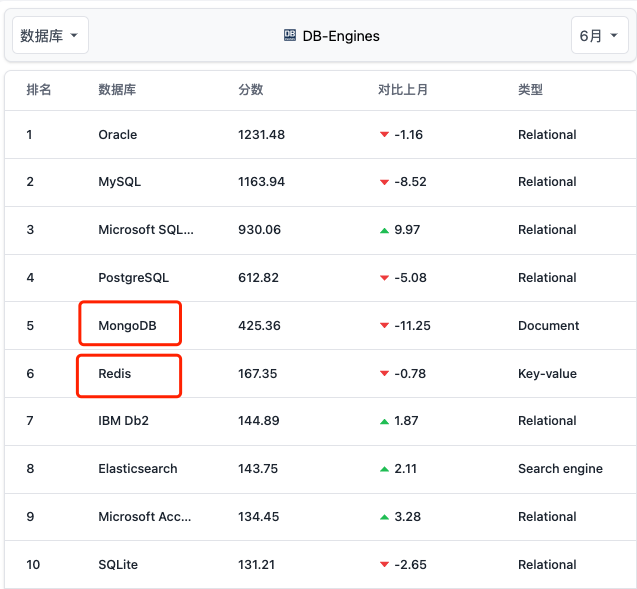 数据库 DB-Engines 6月
排名 数据库 分数 对比上月 类型
1 Oracle 1231.48 -1.16 Relational
2 MySQL 1163.94 -8.52 Relational
3 Microsoft SQL... 930.06 9.97 Relational
4 PostgreSQL 612.82 -5.08 Relational
5 MongoDB 425.36 -11.25 Document
6 Redis 167.35 -0.78 Key-value
7 IBM Db2 144.89 1.87 Relational
8 Elasticsearch 143.75 2.11 Search engine
9 Microsoft Acc... 134.45 3.28 Relational
10 SQLite 131.21 -2.65 Relational